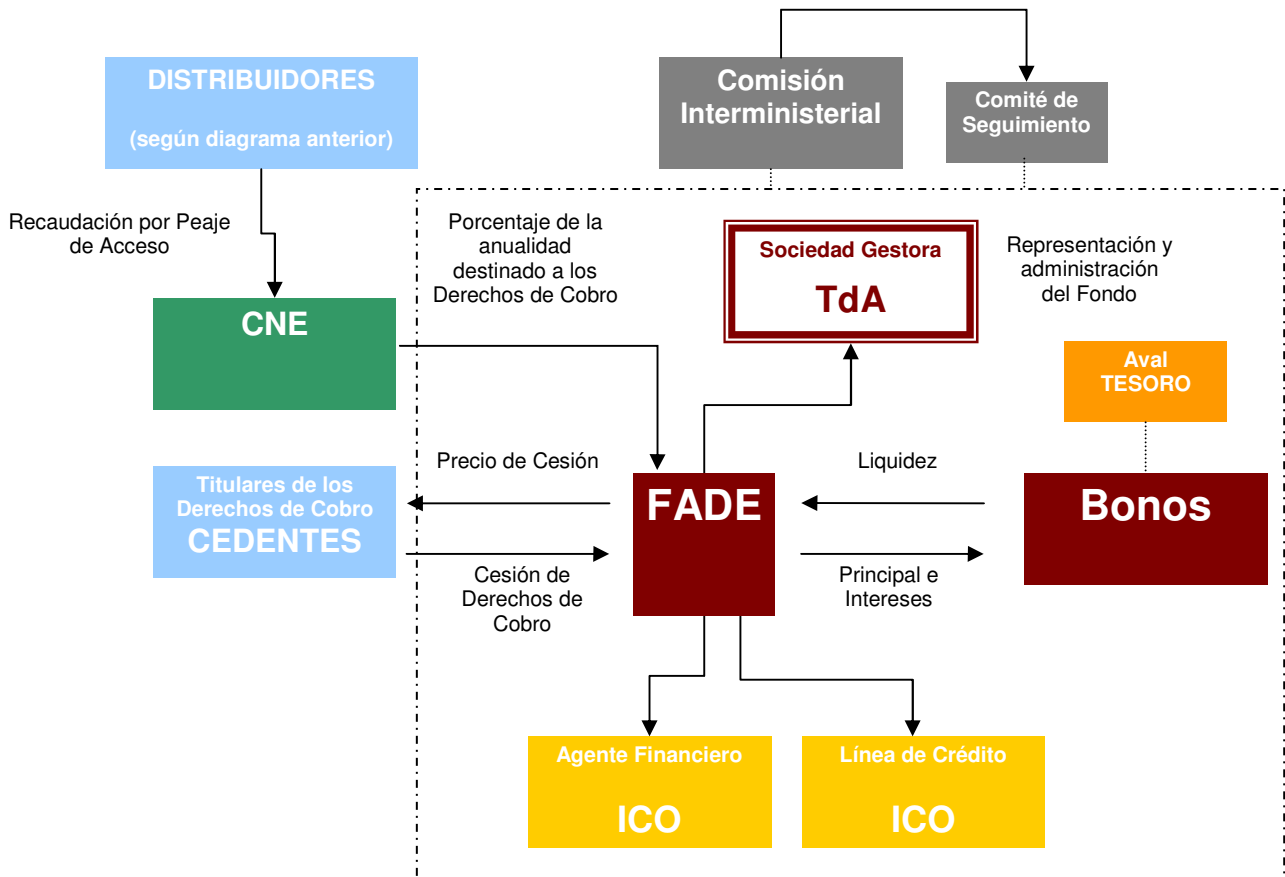 DISTRIBUIDORES
(según diagrama anterior)
Comisión
Interministerial
Comité de
Seguimiento
Recaudación por Peaje
de Acceso
Porcentaje de la
anualidad
destinado a los
Derechos de Cobro
Sociedad Gestora
TdA
Representación y
administración
del Fondo
CNE
Aval
TESORO
Precio de Cesión
Liquidez
Titulares de los
Derechos de Cobro
CEDENTES
FADE
Bonos
Cesión de
Derechos de
Cobro
Principal e
Intereses
Agente Financiero
ICO
Línea de Crédito
ICO